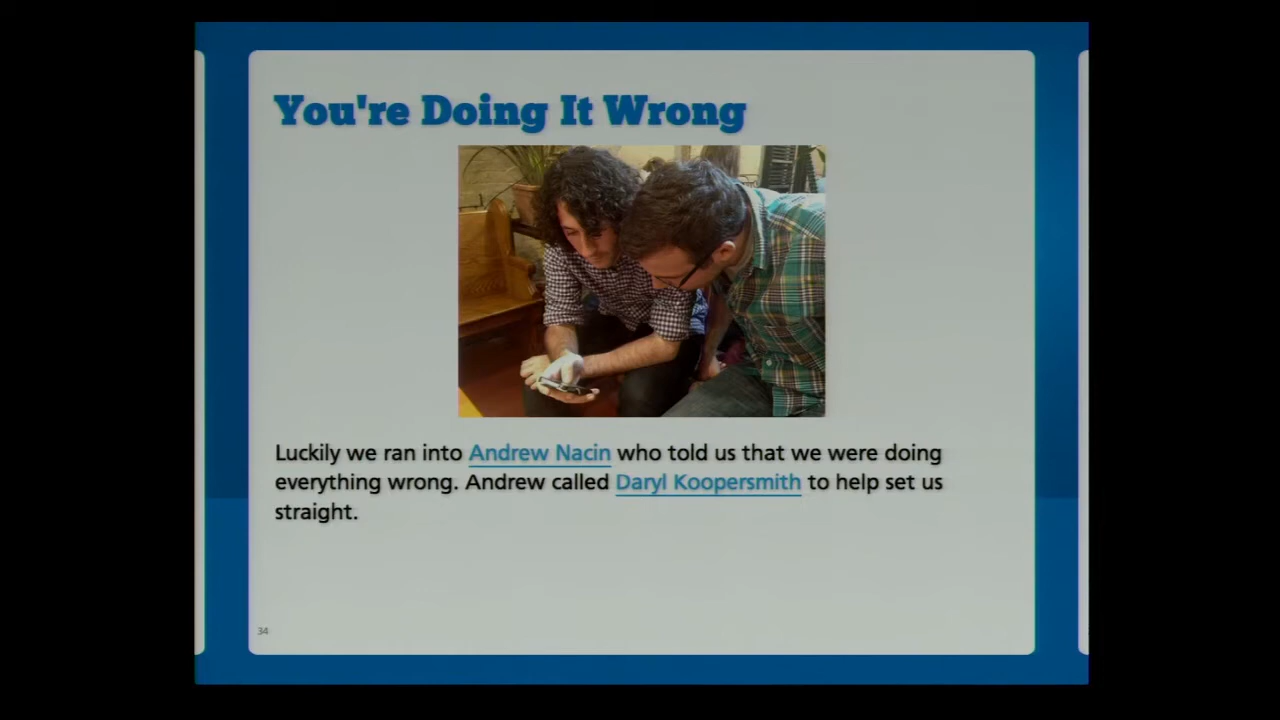 You're Doing It Wrong
Luckily we ran into Andrew Nacin who told us that we were doing
everything wrong. Andrew called Daryl Koopersmith to help set us
straight.
34